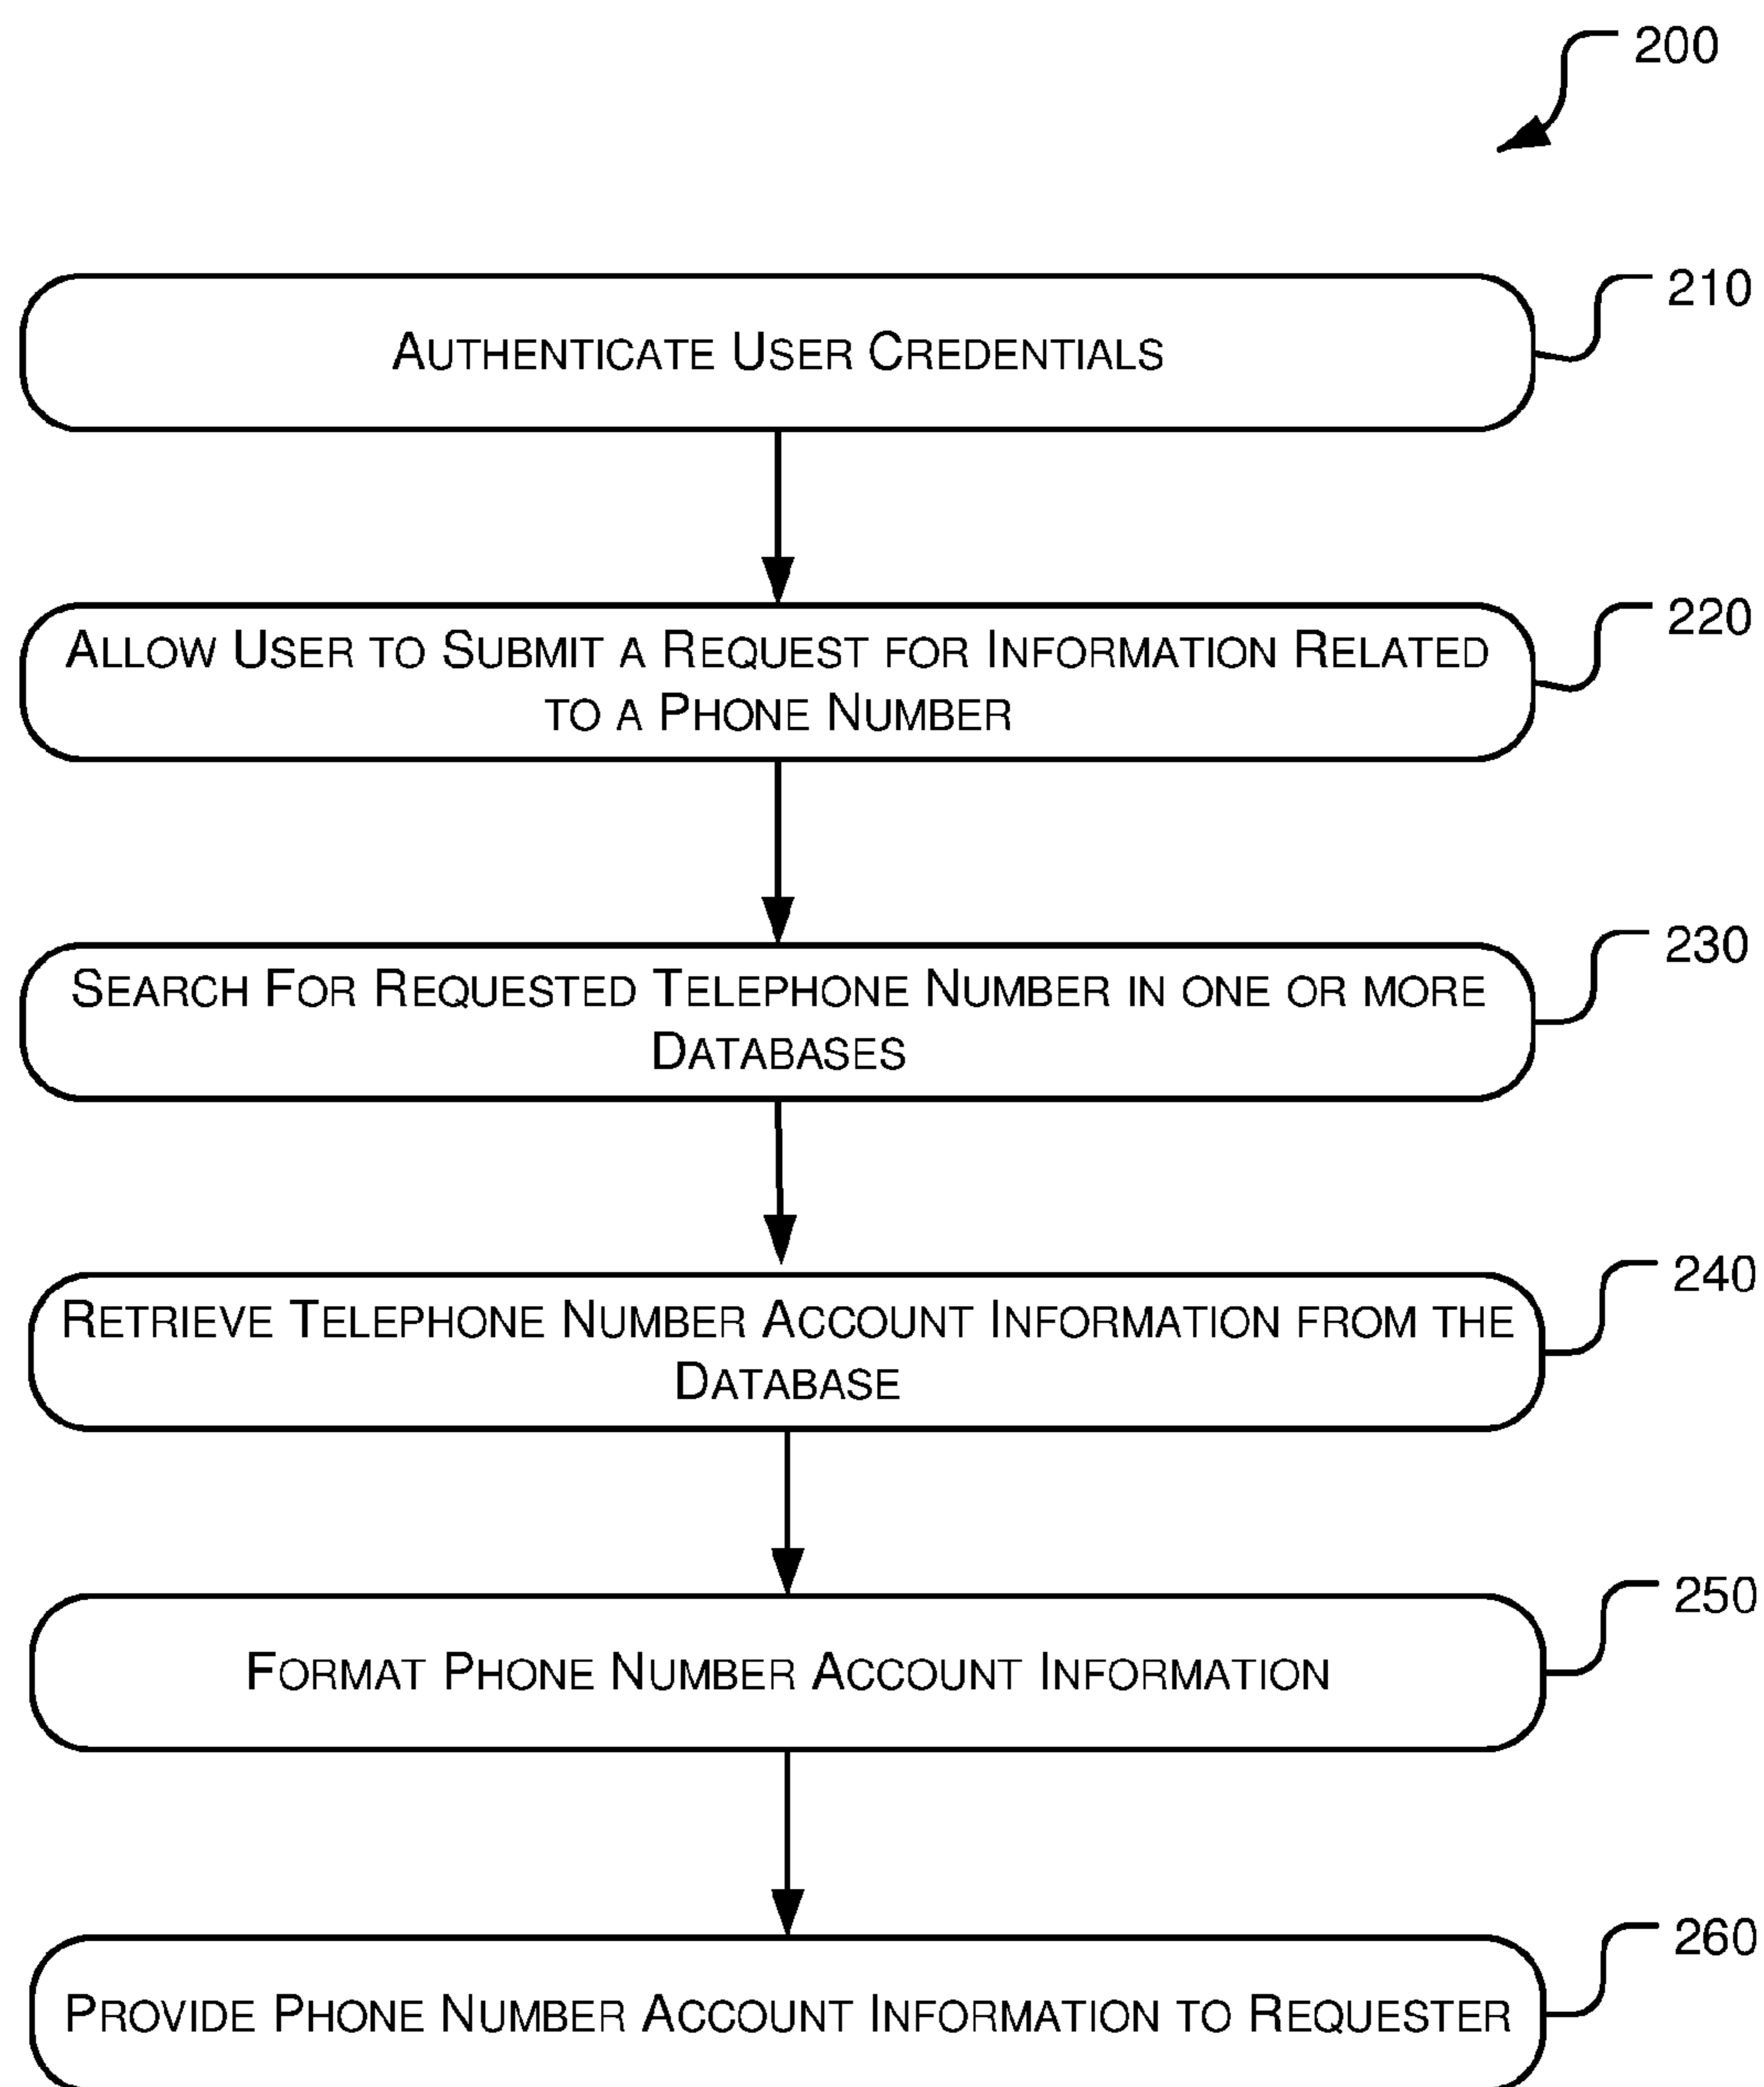 200
210
AUTHENTICATE USER CREDENTIALS
220
ALLOW USER TO SUBMIT A REQUEST FOR INFORMATION RELATED
TO A PHONE NUMBER
230
SEARCH FOR REQUESTED TELEPHONE NUMBER IN ONE OR MORE
DATABASES
240
RETRIEVE TELEPHONE NUMBER ACCOUNT INFORMATION FROM THE
DATABASE
250
FORMAT PHONE NUMBER ACCOUNT INFORMATION
260
PROVIDE PHONE NUMBER ACCOUNT INFORMATION TO REQUESTER